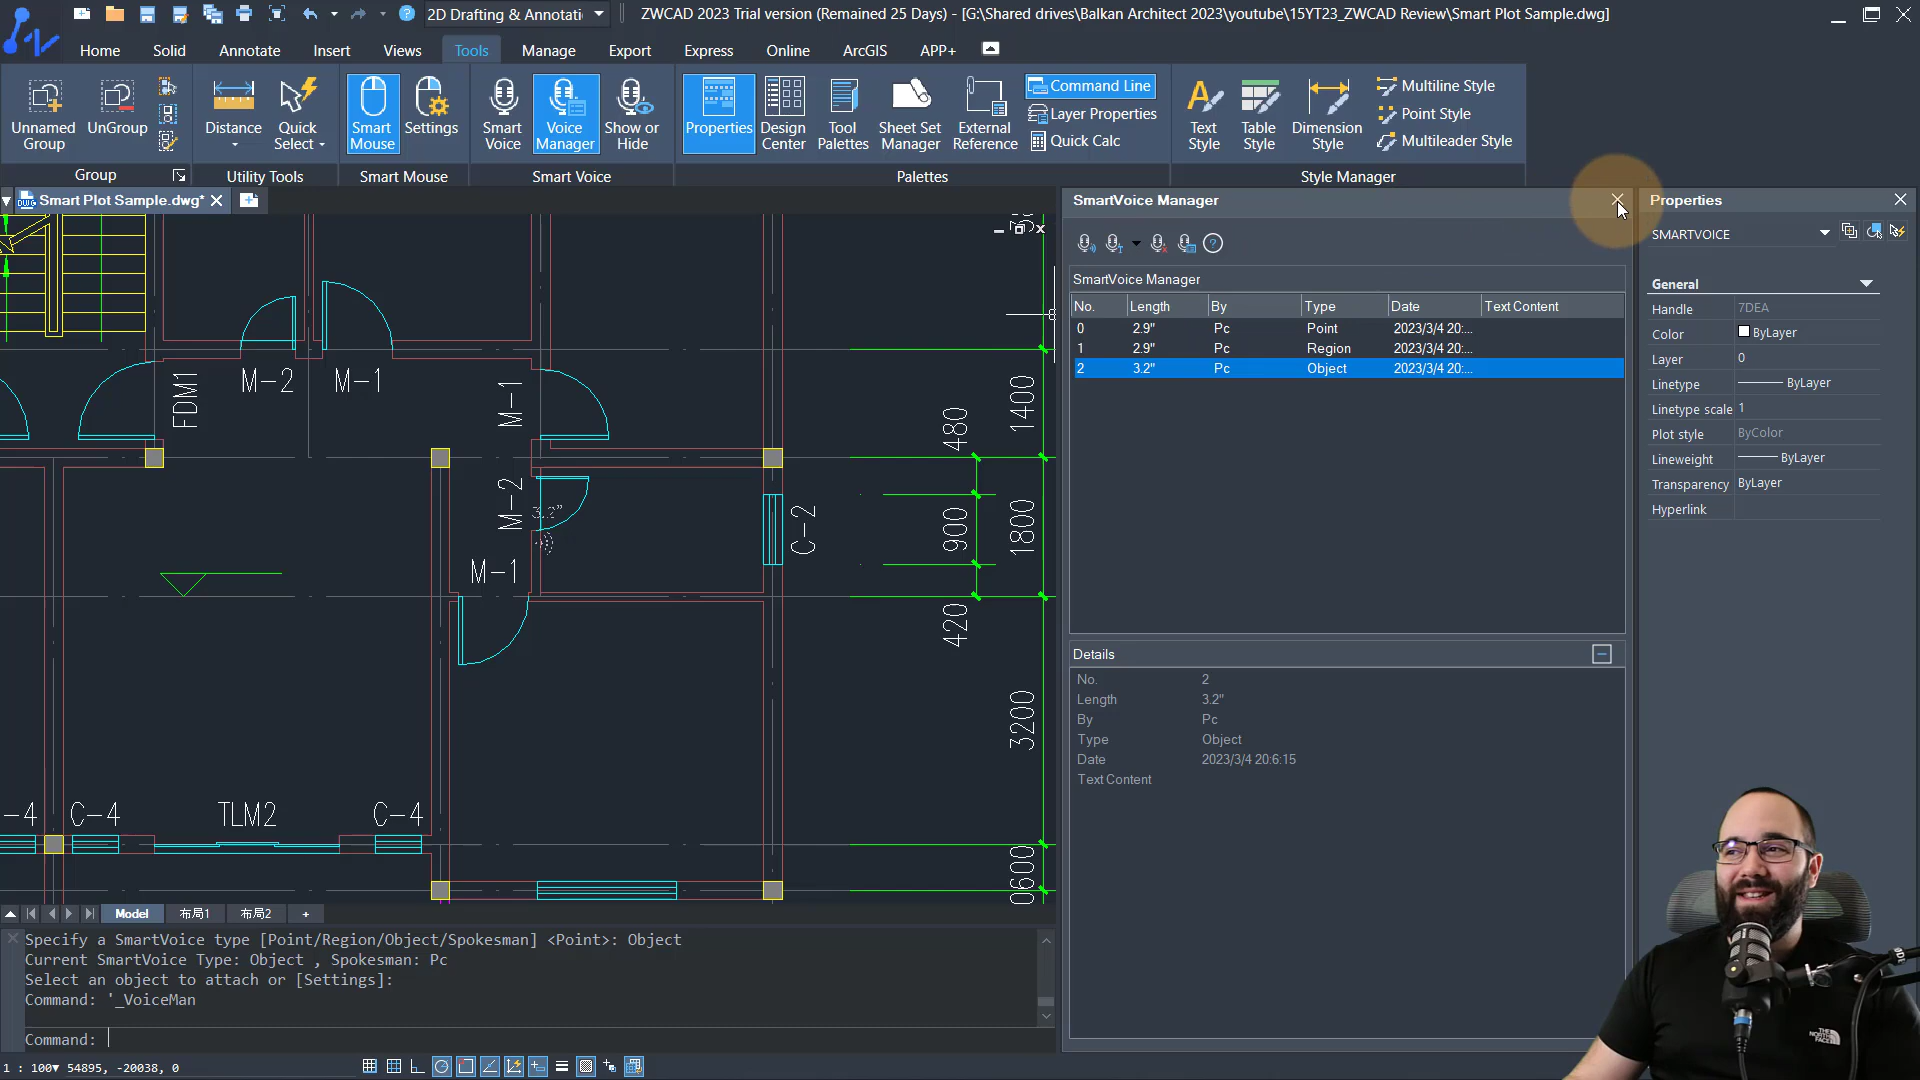 2D Drafting & Annotati
ZWCAD 2023 Trial version (Remained 25 Days) - [G:\Shared drives\Balkan Architect 2023\youtube\15YT23_ZWCAD Review\Smart Plot Sample.dwg]
Home Solid Annotate Insert Views Tools Manage Export Express Online ArcGIS APP+
Unnamed Group
UnGroup
Distance
Quick Select
Smart Mouse
Settings
Smart Voice
Voice Manager
Show or Hide
Properties
Design Center
Tool Palettes
Sheet Set Manager
External Reference
Command Line
Layer Properties
Quick Calc
Text Style
Table Style
Dimension Style
Multiline Style
Point Style
Multileader Style
Group Utility Tools Smart Mouse Smart Voice Palettes Style Manager
Smart Plot Sample.dwg*
FDM1
M-2
M-1
M-1
M-2
3.2"
M-1
C-2
480
1400
900
1800
420
3200
0600
-4
C-4
TLM2
C-4
SmartVoice Manager
SmartVoice Manager
No. Length By Type Date Text Content
0 2.9" Pc Point 2023/3/4 20:...
1 2.9" Pc Region 2023/3/4 20:...
2 3.2" Pc Object 2023/3/4 20:...
Details
No. 2
Length 3.2"
By Pc
Type Object
Date 2023/3/4 20:6:15
Text Content
Properties
SMARTVOICE
General
Handle 7DEA
Color ByLayer
Layer 0
Linetype ByLayer
Linetype scale 1
Plot style ByColor
Lineweight ByLayer
Transparency ByLayer
Hyperlink
Model 布局1 布局2 +
Specify a SmartVoice type [Point/Region/Object/Spokesman] <Point>: Object
Current SmartVoice Type: Object , Spokesman: Pc
Select an object to attach or [Settings]:
Command: '_VoiceMan
Command:
1 : 100 54895, -20038, 0
THE NORTH FACE